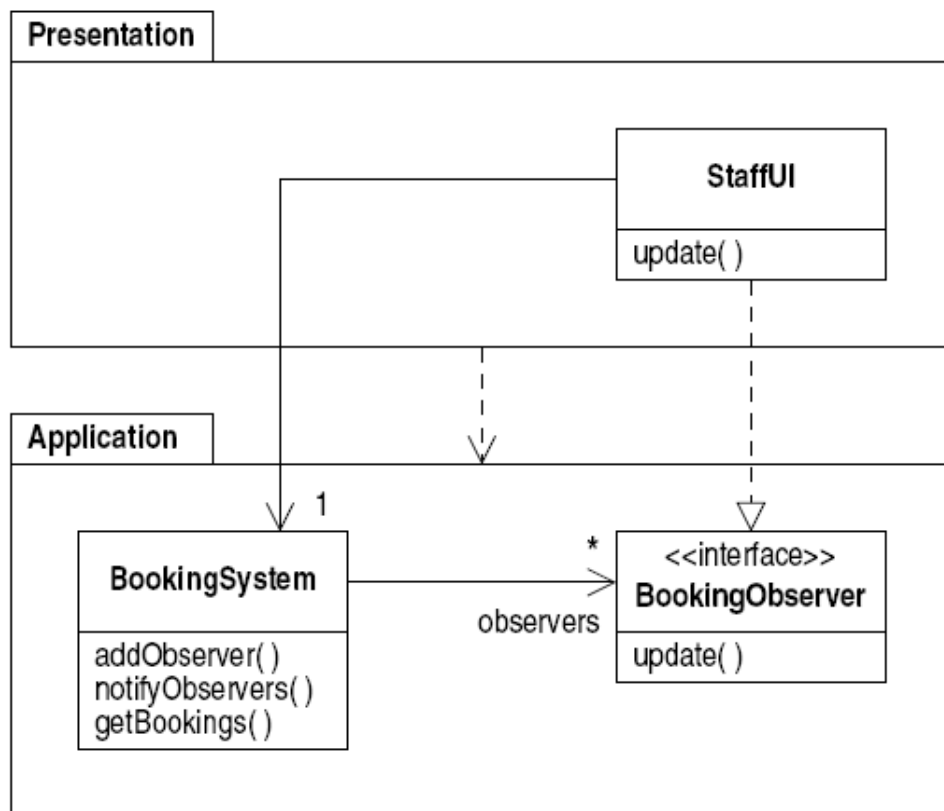 Presentation
StaffUI
update( )
Application
1
BookingSystem
addObserver( )
notifyObservers( )
getBookings( )
*
observers
<<interface>>
BookingObserver
update( )